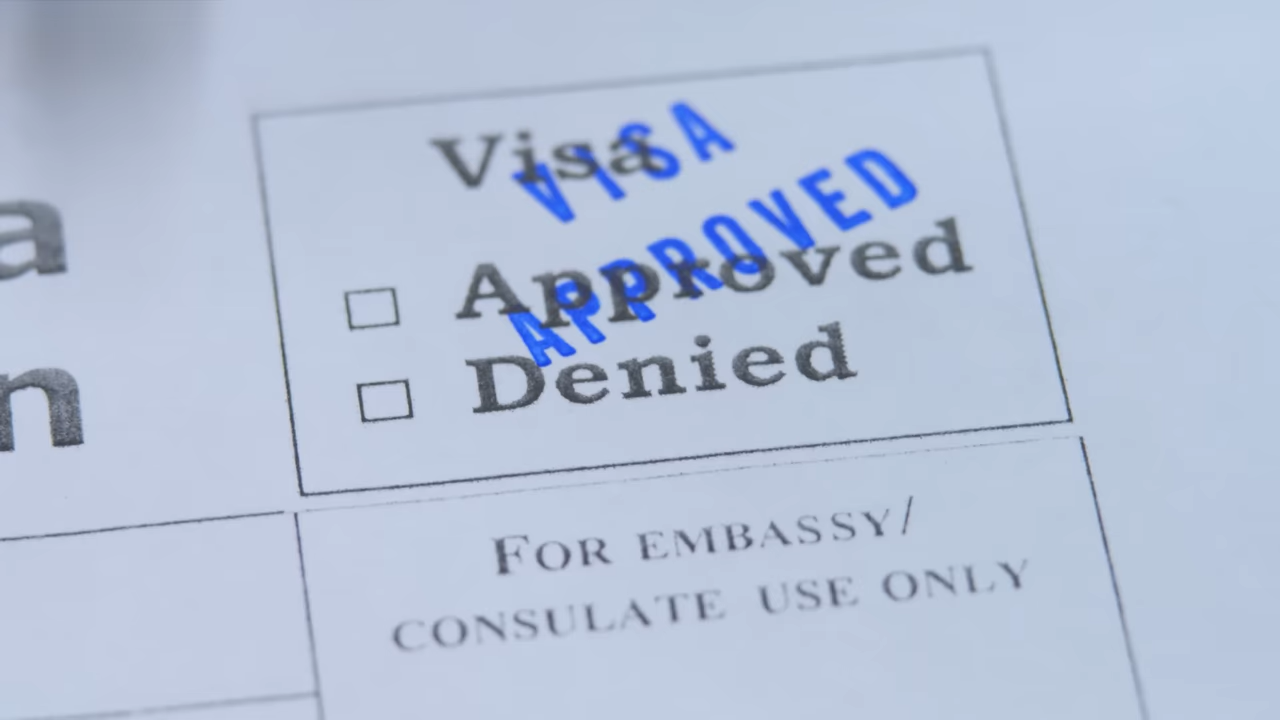 a
n
Visa
VISA
APPROVED
Approved
Denied
FOR EMBASSY/
CONSULATE USE ONLY